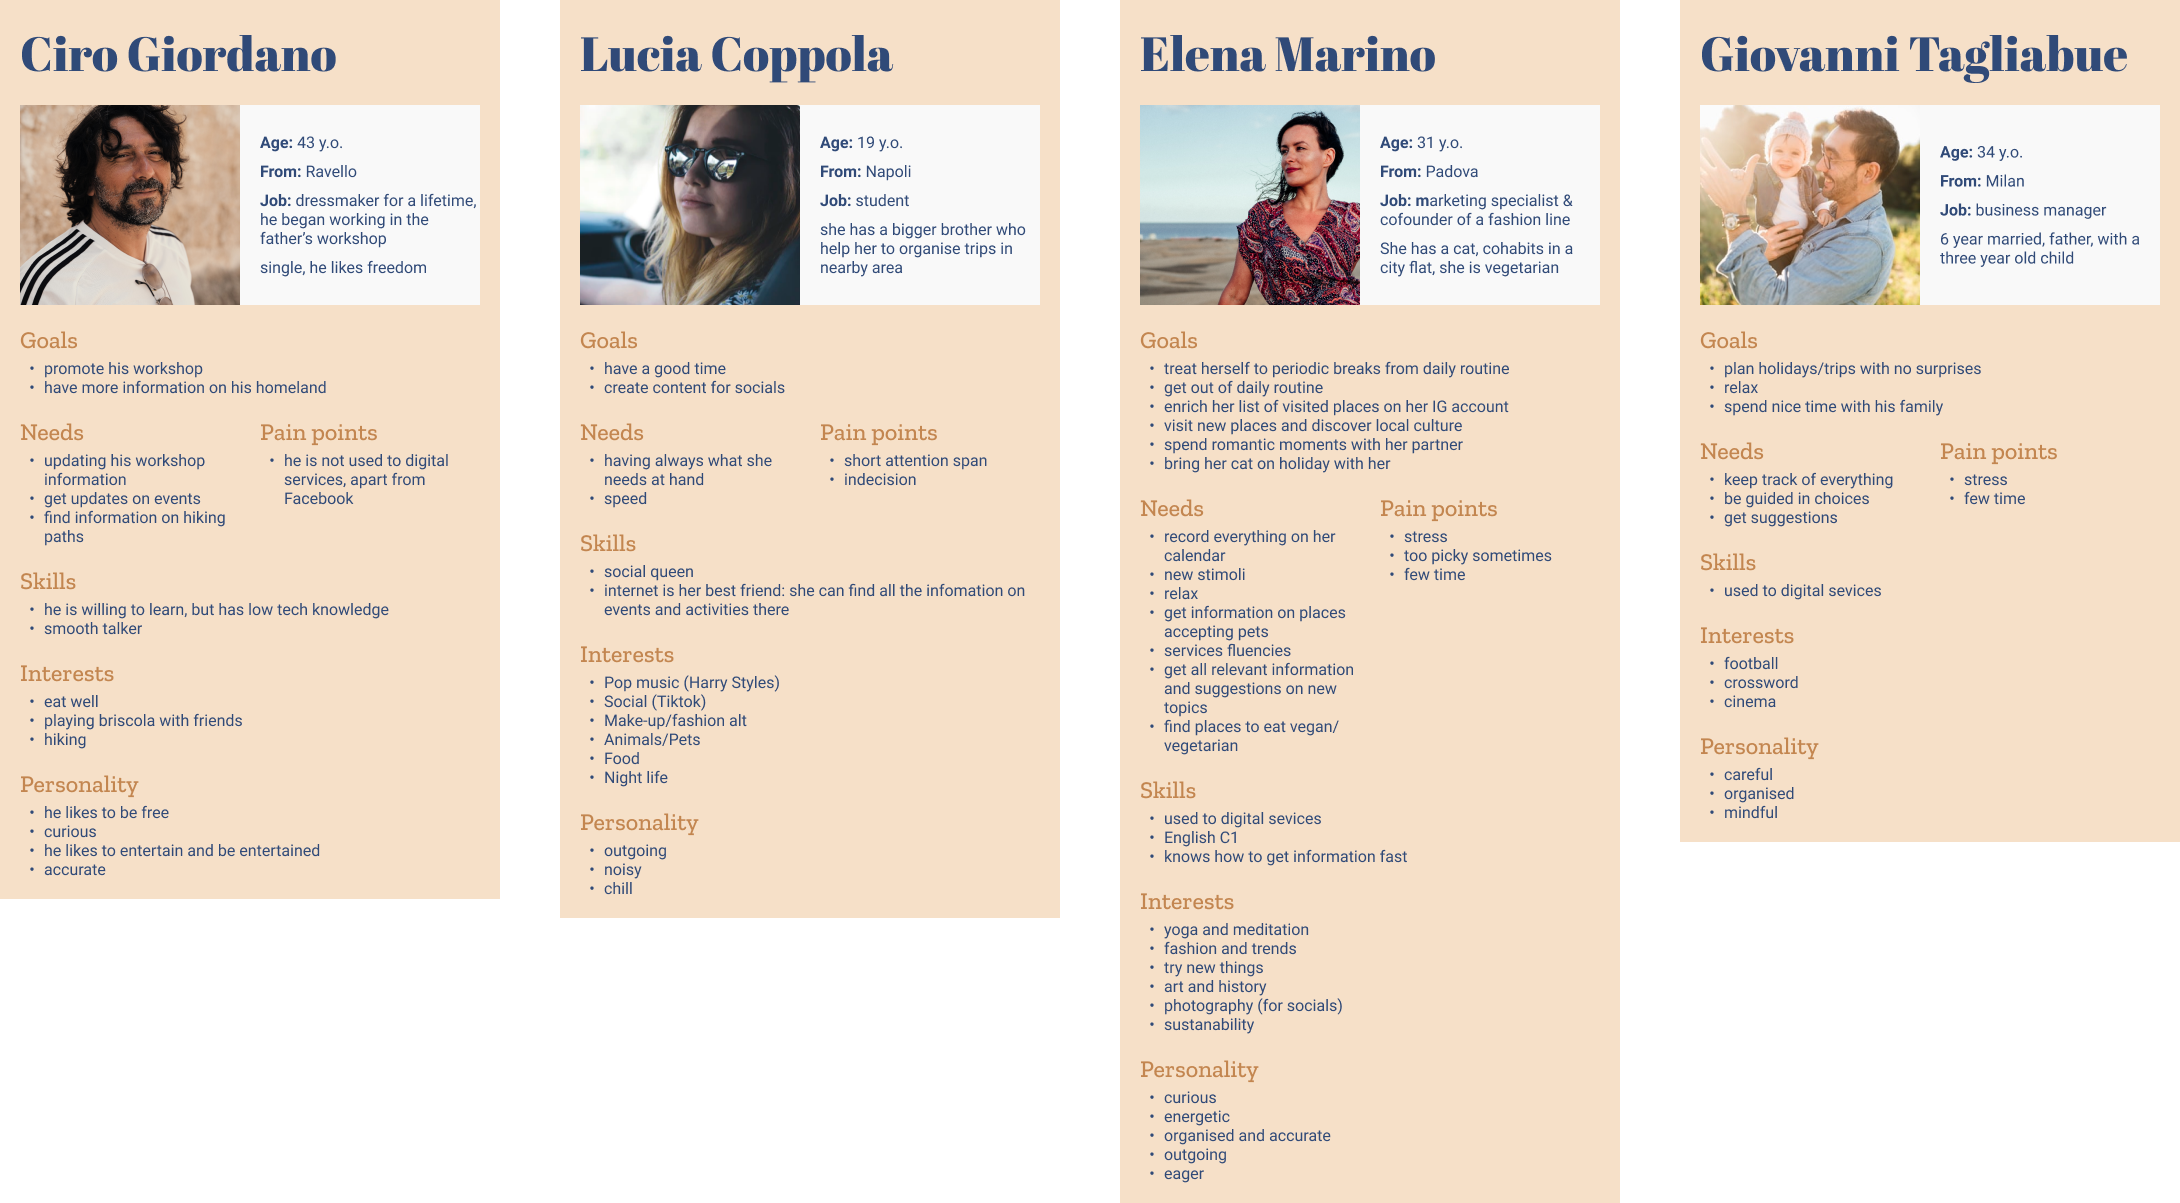 Ciro Giordano
Age: 43 y.o.
From: Ravello
Job: dressmaker for a lifetime,
he began working in the
father's workshop
single, he likes freedom
Goals
• promote his workshop
• have more information on his homeland
Needs
• updating his workshop
information
• get updates on events
• find information on hiking
paths
Pain points
• he is not used to digital
services, apart from
Facebook
Skills
• he is willing to learn, but has low tech knowledge
• smooth talker
Interests
• eat well
• playing briscola with friends
• hiking
Personality
• he likes to be free
• curious
• he likes to entertain and be entertained
• accurate
Lucia Coppola
Age: 19 y.o.
From: Napoli
Job: student
she has a bigger brother who
help her to organise trips in
nearby area
Goals
• have a good time
• create content for socials
Needs
• having always what she
needs at hand
• speed
Pain points
• short attention span
• indecision
Skills
• social queen
• internet is her best friend: she can find all the infomation on
events and activities there
Interests
• Pop music (Harry Styles)
• Social (Tiktok)
• Make-up/fashion alt
• Animals/Pets
• Food
• Night life
Personality
• outgoing
• noisy
• chill
Elena Marino
Age: 31 y.o.
From: Padova
Job: marketing specialist &
cofounder of a fashion line
She has a cat, cohabits in a
city flat, she is vegetarian
Goals
• treat herself to periodic breaks from daily routine
• get out of daily routine
• enrich her list of visited places on her IG account
• visit new places and discover local culture
• spend romantic moments with her partner
• bring her cat on holiday with her
Needs
• record everything on her
calendar
• new stimoli
• relax
• get information on places
accepting pets
• services fluencies
• get all relevant information
and suggestions on new
topics
• find places to eat vegan/
vegetarian
Pain points
• stress
• too picky sometimes
• few time
Skills
• used to digital sevices
• English C1
• knows how to get information fast
Interests
• yoga and meditation
• fashion and trends
• try new things
• art and history
• photography (for socials)
• sustanability
Personality
• curious
• energetic
• organised and accurate
• outgoing
• eager
Giovanni Tagliabue
Age: 34 y.o.
From: Milan
Job: business manager
6 year married, father, with a
three year old child
Goals
• plan holidays/trips with no surprises
• relax
• spend nice time with his family
Needs
• keep track of everything
• be guided in choices
• get suggestions
Pain points
• stress
• few time
Skills
• used to digital sevices
Interests
• football
• crossword
• cinema
Personality
• careful
• organised
• mindful